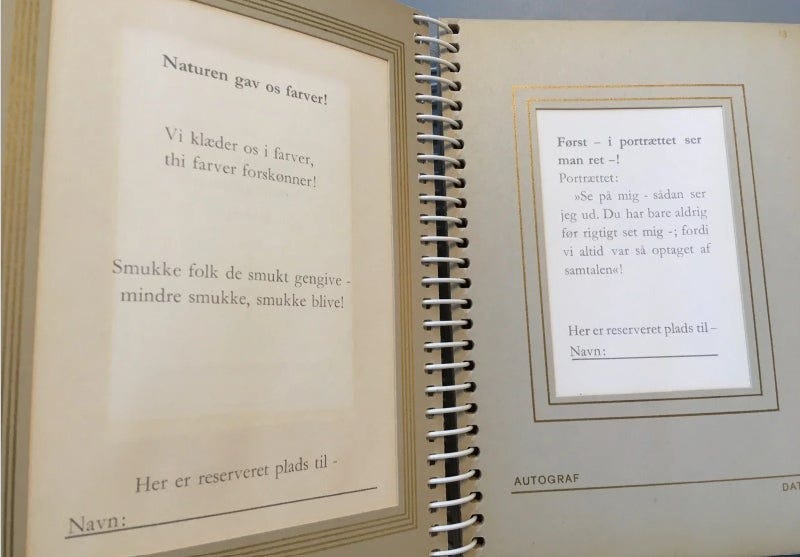 Naturen gav os farver!
Vi klæder os i farver,
thi farver forskønner!
Smukke folk de smukt gengive -
mindre smukke, smukke blive!
Her er reserveret plads til -
Navn:
Først – i portrættet ser
man ret –!
Portrættet:
»Se på mig - sådan ser
jeg ud. Du har bare aldrig
før rigtigt set mig -; fordi
vi altid var så optaget af
samtalen«!
Her er reserveret plads til –
Navn:
AUTOGRAF